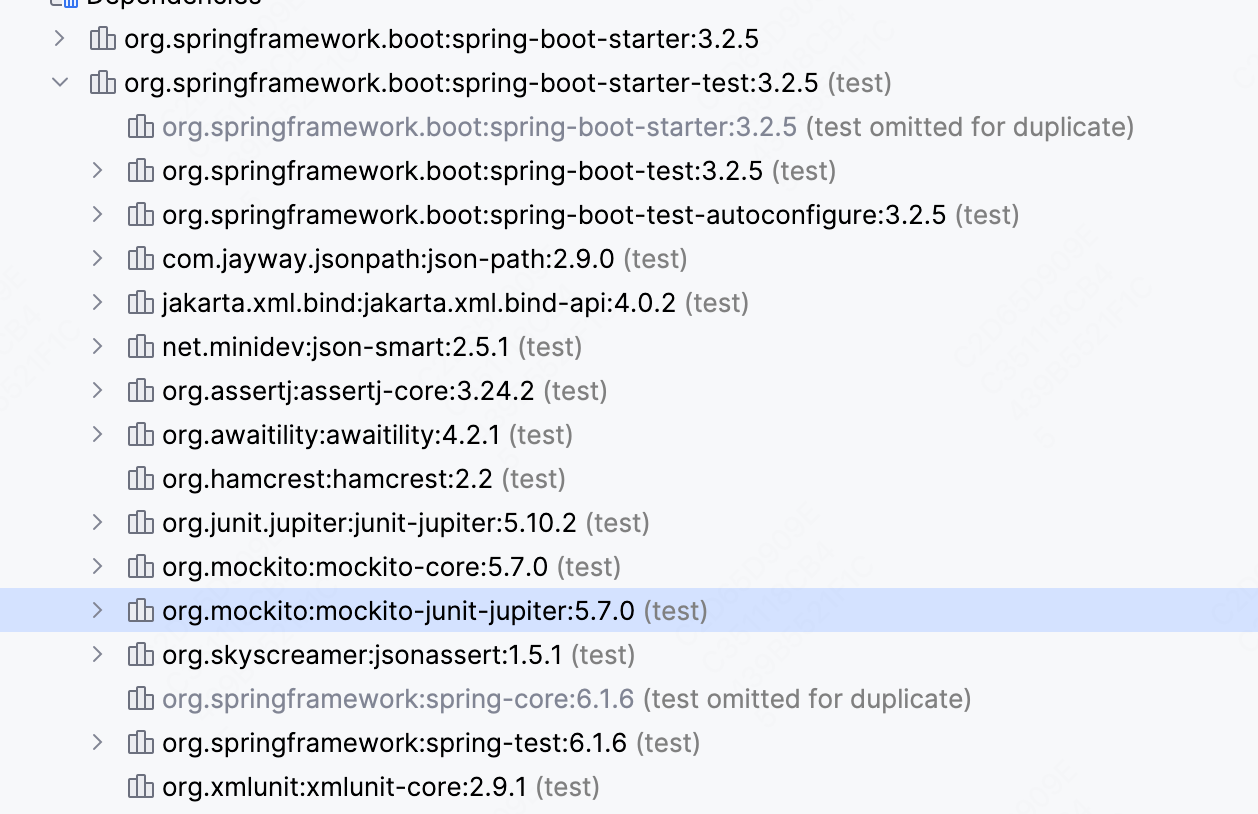 Dependencies
org.springframework.boot:spring-boot-starter:3.2.5
org.springframework.boot:spring-boot-starter-test:3.2.5 (test)
org.springframework.boot:spring-boot-starter:3.2.5 (test omitted for duplicate)
org.springframework.boot:spring-boot-test:3.2.5 (test)
org.springframework.boot:spring-boot-test-autoconfigure:3.2.5 (test)
com.jayway.jsonpath:json-path:2.9.0 (test)
jakarta.xml.bind:jakarta.xml.bind-api:4.0.2 (test)
net.minidev:json-smart:2.5.1 (test)
org.assertj:assertj-core:3.24.2 (test)
org.awaitility:awaitility:4.2.1 (test)
org.hamcrest:hamcrest:2.2 (test)
org.junit.jupiter:junit-jupiter:5.10.2 (test)
org.mockito:mockito-core:5.7.0 (test)
org.mockito:mockito-junit-jupiter:5.7.0 (test)
org.skyscreamer:jsonassert:1.5.1 (test)
org.springframework:spring-core:6.1.6 (test omitted for duplicate)
org.springframework:spring-test:6.1.6 (test)
org.xmlunit:xmlunit-core:2.9.1 (test)